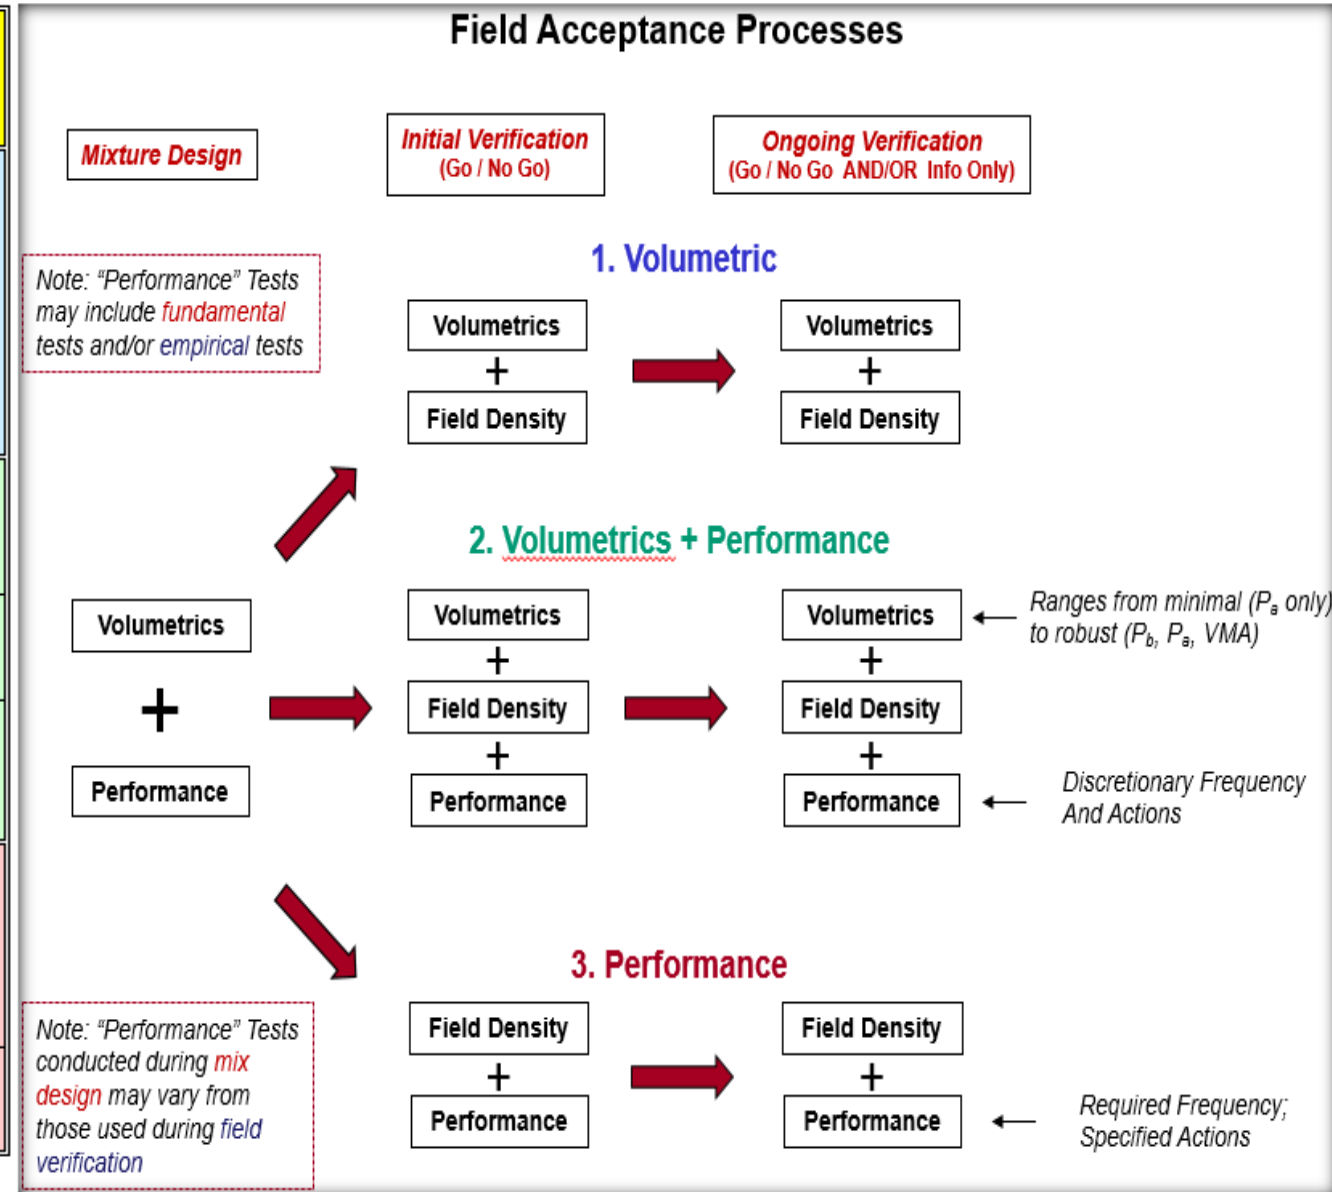 Field Acceptance Processes
Mixture Design
Initial Verification
(Go / No Go)
Ongoing Verification
(Go / No Go AND/OR Info Only)
Note: “Performance” Tests
may include fundamental
tests and/or empirical tests
1. Volumetric
Volumetrics
+
Field Density
Volumetrics
+
Field Density
2. Volumetrics + Performance
Volumetrics
+
Performance
Volumetrics
+
Field Density
+
Performance
Volumetrics
+
Field Density
+
Performance
Ranges from minimal (Pa only)
to robust (Pb, Pa, VMA)
Discretionary Frequency
And Actions
3. Performance
Field Density
+
Performance
Field Density
+
Performance
Required Frequency;
Specified Actions
Note: “Performance” Tests
conducted during mix
design may vary from
those used during field
verification